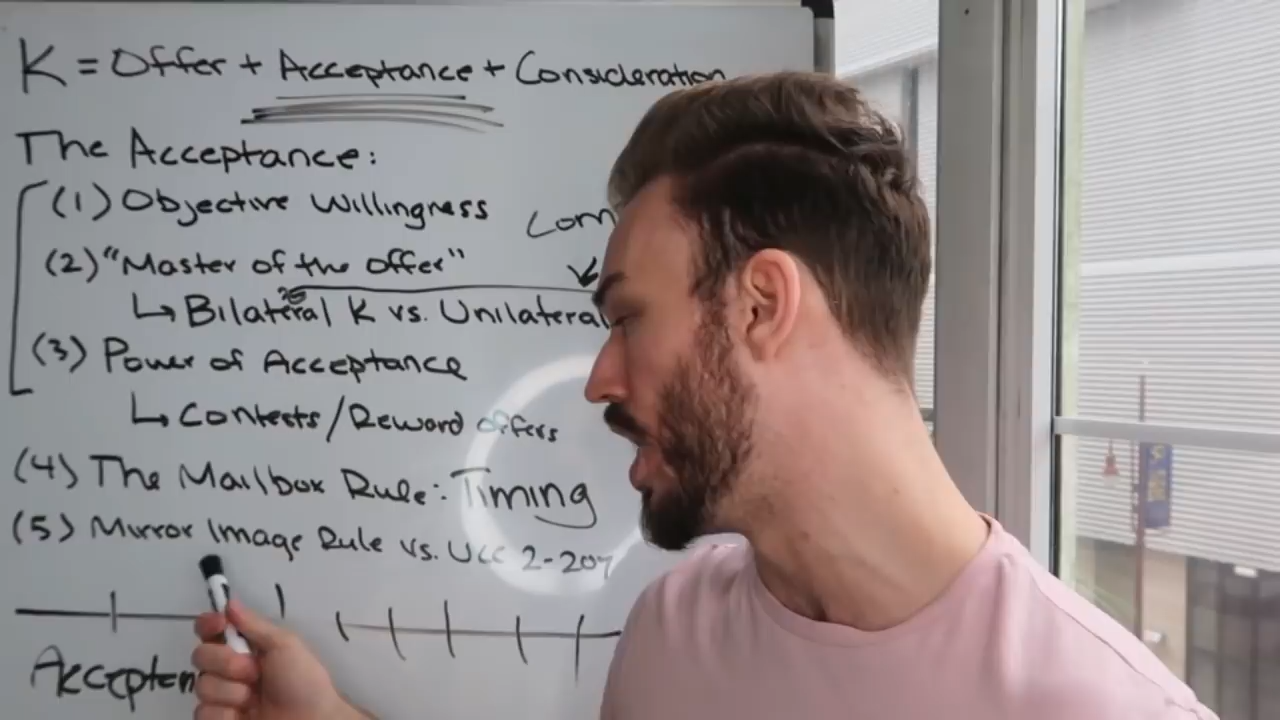 K = Offer + Acceptance + Consideration
The Acceptance:
(1) Objective Willingness
Com
(2) "Master of the offer"
↳ Bilateral K vs. Unilateral
(3) Power of Acceptance
↳ Contests/Reward offers
(4) The Mailbox Rule: Timing
(5) Mirror Image Rule vs. UCC 2-207
Acceptan